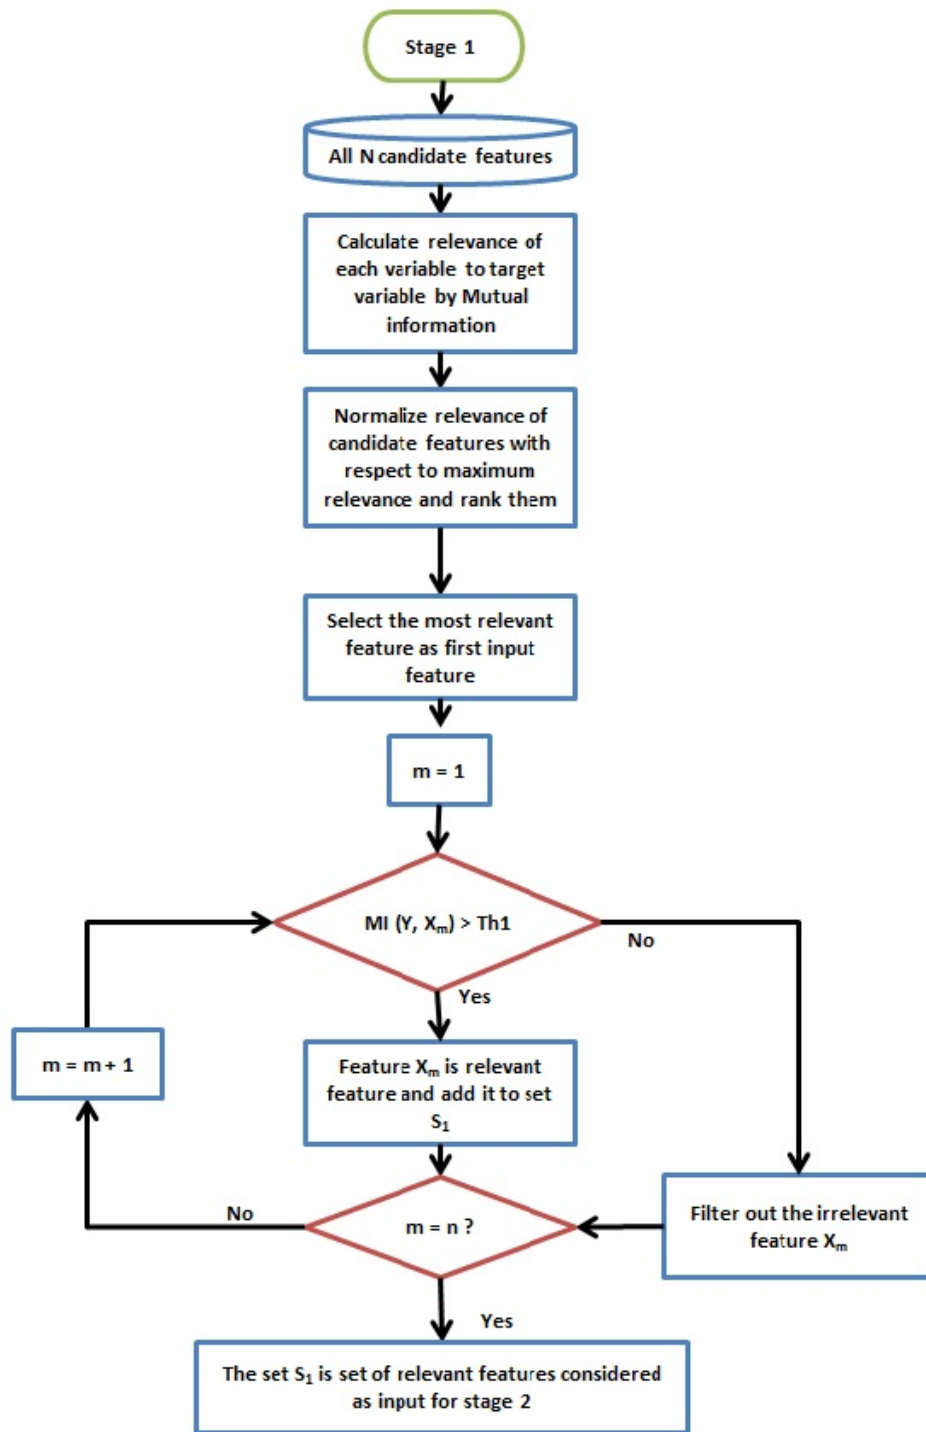 Stage 1
All N candidate features
Calculate relevance of
each variable to target
variable by Mutual
information
Normalize relevance of
candidate features with
respect to maximum
relevance and rank them
Select the most relevant
feature as first input
feature
m = 1
MI (Y, Xₘ) > Th1
No
Yes
m = m + 1
Feature Xₘ is relevant
feature and add it to set
S₁
No
m = n ?
Filter out the irrelevant
feature Xₘ
Yes
The set S₁ is set of relevant features considered
as input for stage 2